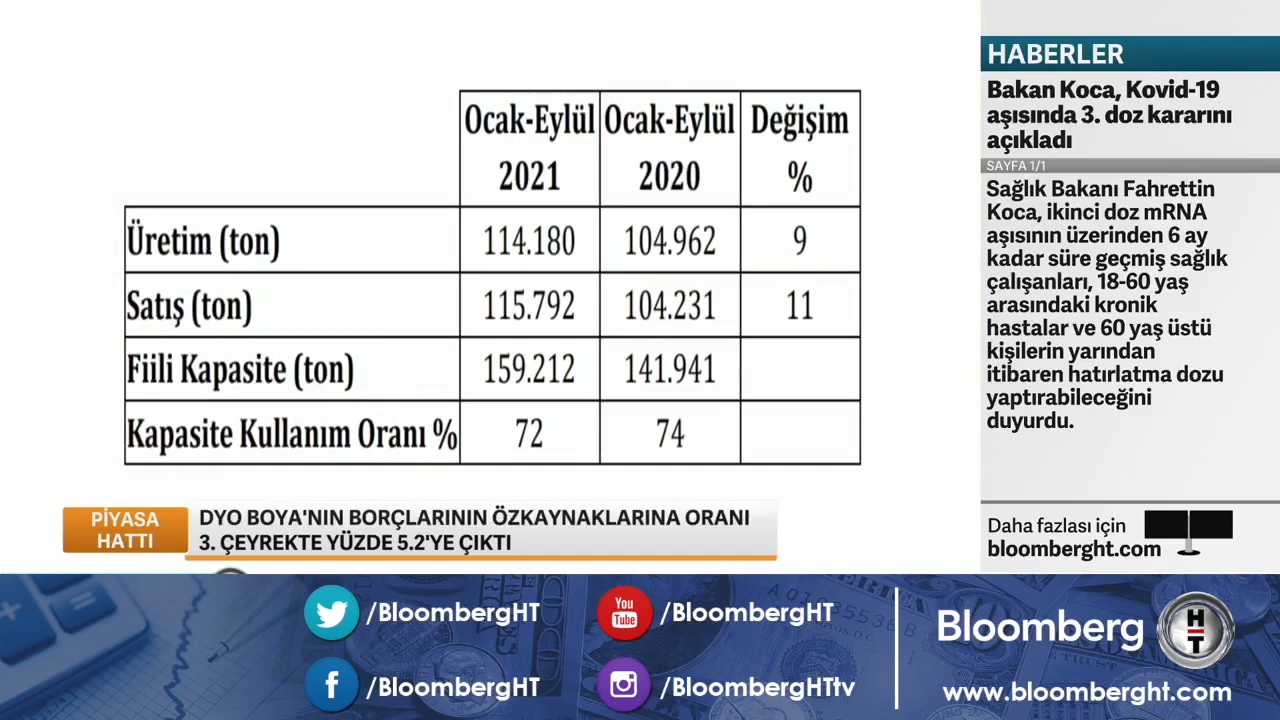 Ocak-Eylül Ocak-Eylül Değişim
2021 2020 %
Üretim (ton) 114.180 104.962 9
Satış (ton) 115.792 104.231 11
Fiili Kapasite (ton) 159.212 141.941
Kapasite Kullanım Oranı % 72 74
PİYASA
HATTI
DYO BOYA'NIN BORÇLARININ ÖZKAYNAKLARINA ORANI
3. ÇEYREKTE YÜZDE 5.2'YE ÇIKTI
HABERLER
Bakan Koca, Kovid-19
aşısında 3. doz kararını
açıkladı
SAYFA 1/1
Sağlık Bakanı Fahrettin
Koca, ikinci doz mRNA
aşısının üzerinden 6 ay
kadar süre geçmiş sağlık
çalışanları, 18-60 yaş
arasındaki kronik
hastalar ve 60 yaş üstü
kişilerin yarından
itibaren hatırlatma dozu
yaptırabileceğini
duyurdu.
Daha fazlası için
bloomberght.com
/BloombergHT
You
Tube
/BloombergHT
/BloombergHT
/BloombergHTtv
Bloomberg
HT
www.bloomberght.com